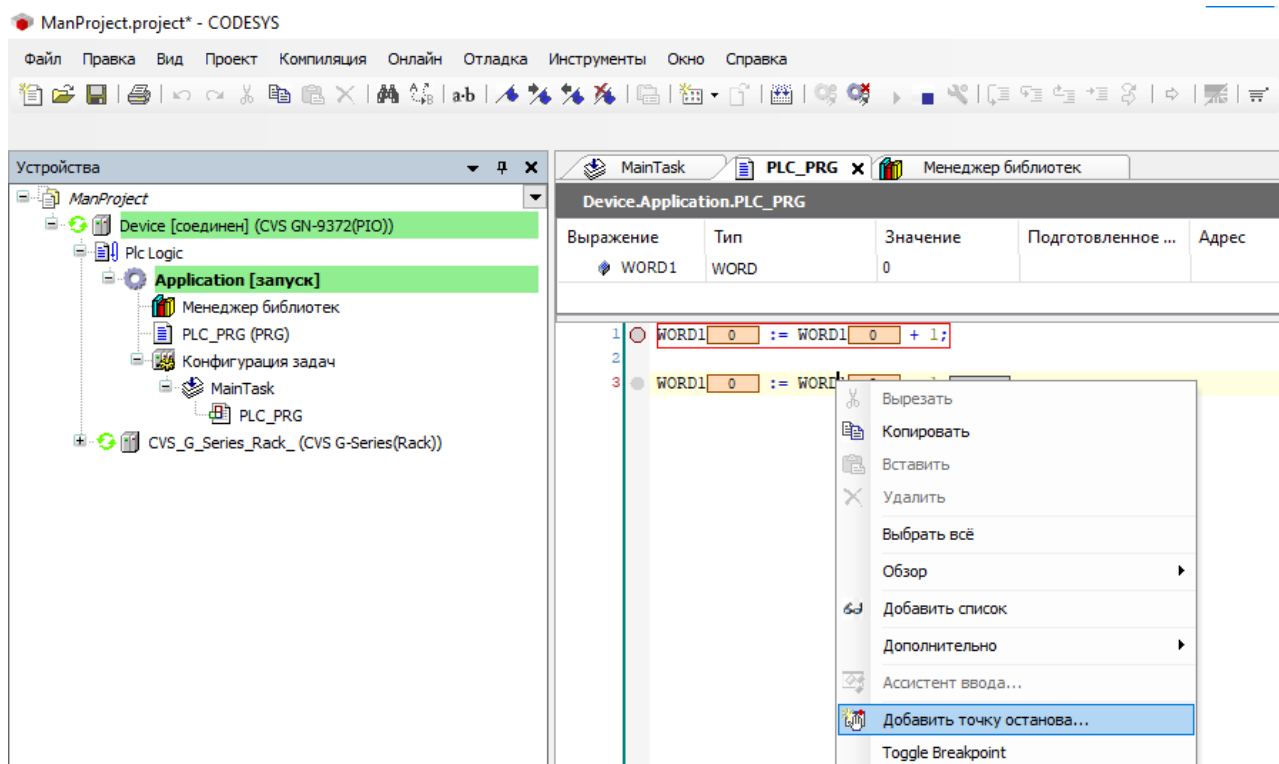 ManProject.project* - CODESYS
Файл Правка Вид Проект Компиляция Онлайн Отладка Инструменты Окно Справка
Устройства
ManProject
Device [соединен] (CVS GN-9372(PIO))
Plc Logic
Application [запуск]
Менеджер библиотек
PLC_PRG (PRG)
Конфигурация задач
MainTask
PLC_PRG
CVS_G_Series_Rack_ (CVS G-Series(Rack))
MainTask PLC_PRG Менеджер библиотек
Device.Application.PLC_PRG
Выражение Тип Значение Подготовленное ... Адрес
WORD1 WORD 0
1 WORD1 0 := WORD1 0 + 1;
2
3 WORD1 0 := WORD
Вырезать
Копировать
Вставить
Удалить
Выбрать всё
Обзор
Добавить список
Дополнительно
Ассистент ввода...
Добавить точку останова...
Toggle Breakpoint